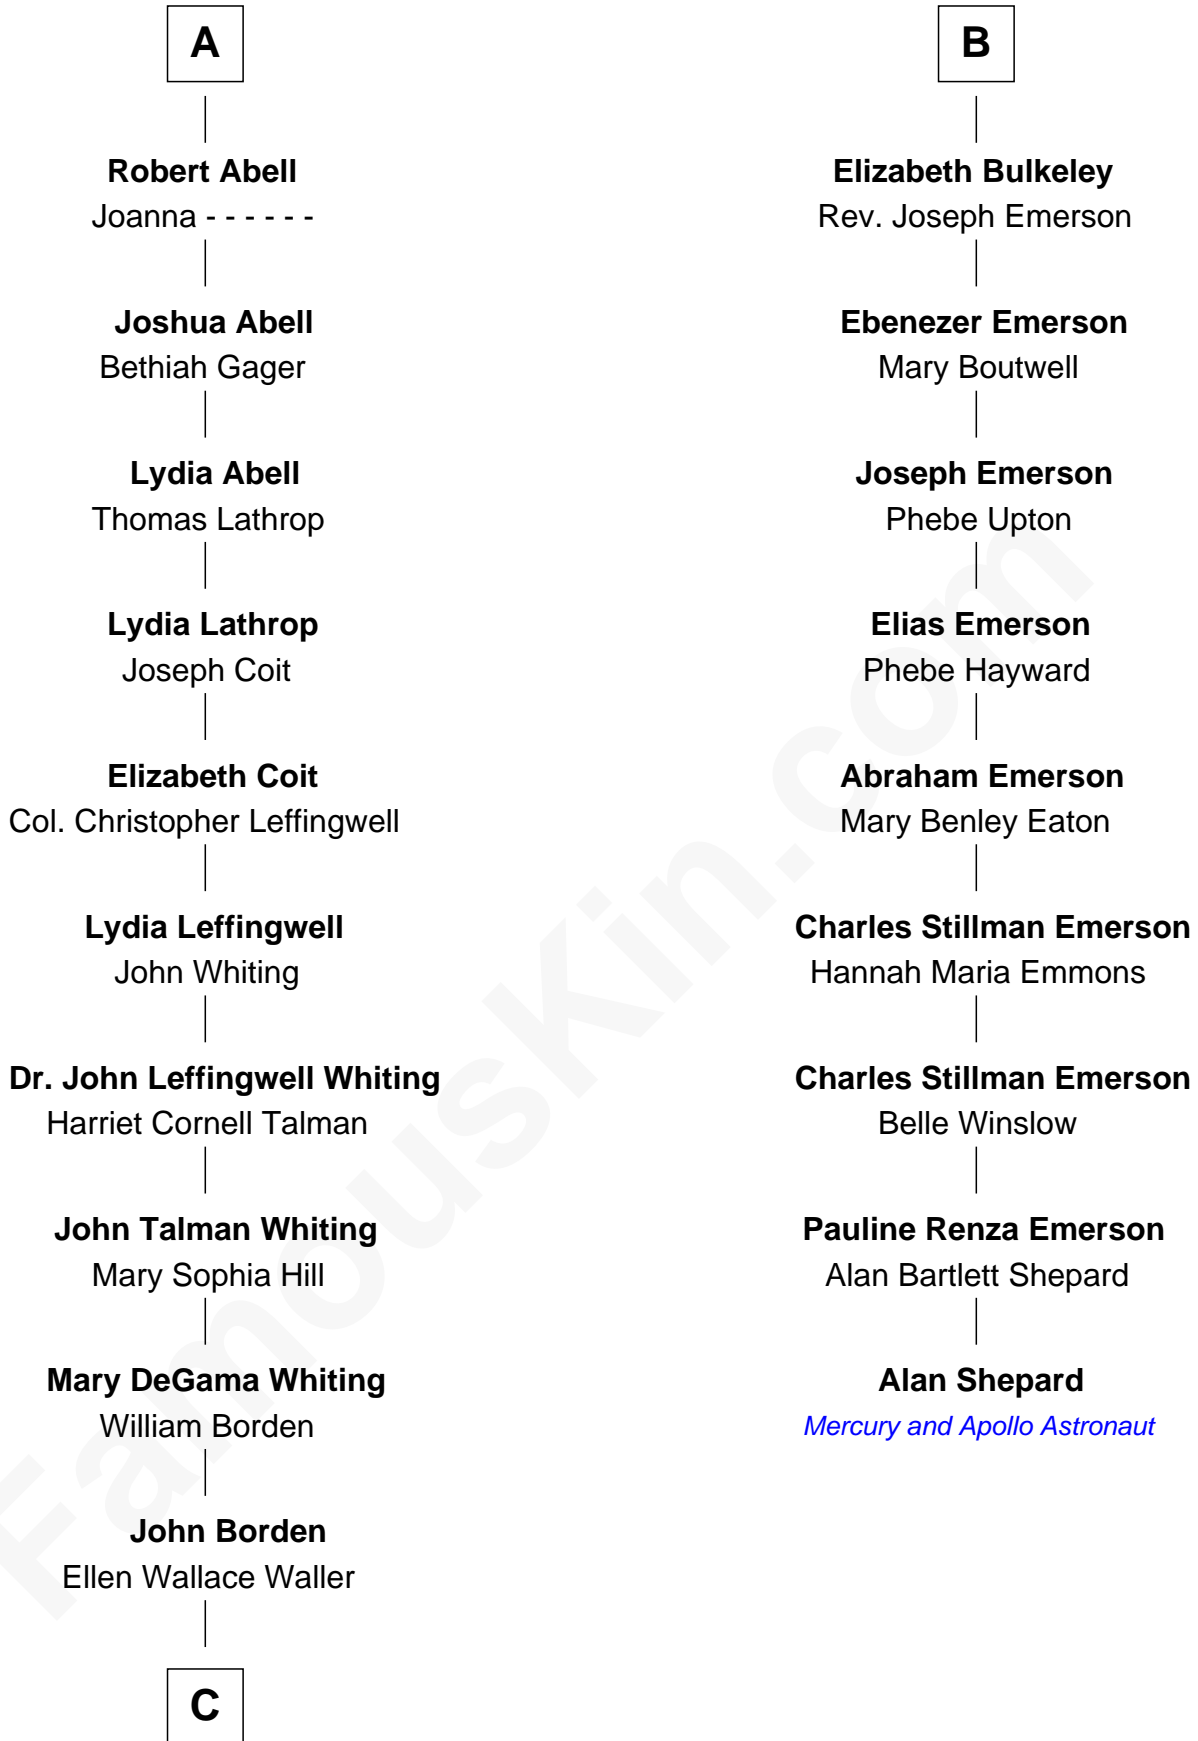 A
Robert Abell
Joanna - - - - - -
Joshua Abell
Bethiah Gager
Lydia Abell
Thomas Lathrop
Lydia Lathrop
Joseph Coit
Elizabeth Coit
Col. Christopher Leffingwell
Lydia Leffingwell
John Whiting
Dr. John Leffingwell Whiting
Harriet Cornell Talman
John Talman Whiting
Mary Sophia Hill
Mary DeGama Whiting
William Borden
John Borden
Ellen Wallace Waller
C
B
Elizabeth Bulkeley
Rev. Joseph Emerson
Ebenezer Emerson
Mary Boutwell
Joseph Emerson
Phebe Upton
Elias Emerson
Phebe Hayward
Abraham Emerson
Mary Benley Eaton
Charles Stillman Emerson
Hannah Maria Emmons
Charles Stillman Emerson
Belle Winslow
Pauline Renza Emerson
Alan Bartlett Shepard
Alan Shepard
Mercury and Apollo Astronaut
FamousKin.com